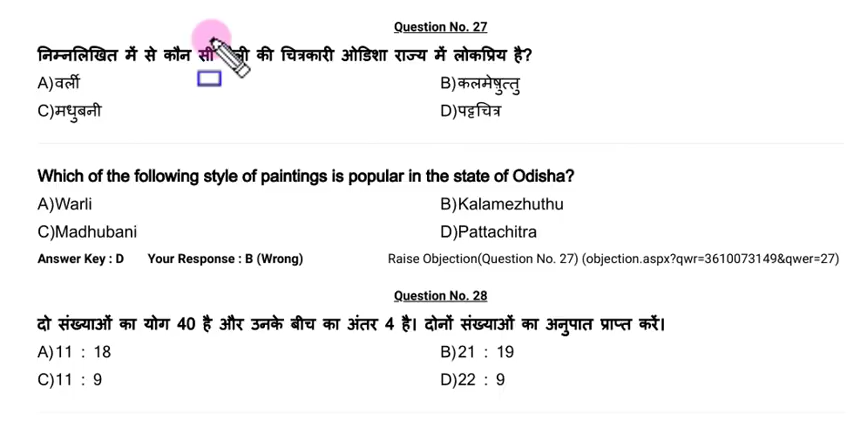 Question No. 27
निम्नलिखित में से कौन सी की चित्रकारी ओडिशा राज्य में लोकप्रिय है?
A)वर्ली B)कलमेषुत्तु
C)मधुबनी D)पट्टचित्र
Which of the following style of paintings is popular in the state of Odisha?
A)Warli B)Kalamezhuthu
C)Madhubani D)Pattachitra
Answer Key : D Your Response : B (Wrong) Raise Objection(Question No. 27) (objection.aspx?qwr=3610073149&qwer=27)
Question No. 28
दो संख्याओं का योग 40 है और उनके बीच का अंतर 4 है। दोनों संख्याओं का अनुपात प्राप्त करें।
A)11 : 18 B)21 : 19
C)11 : 9 D)22 : 9